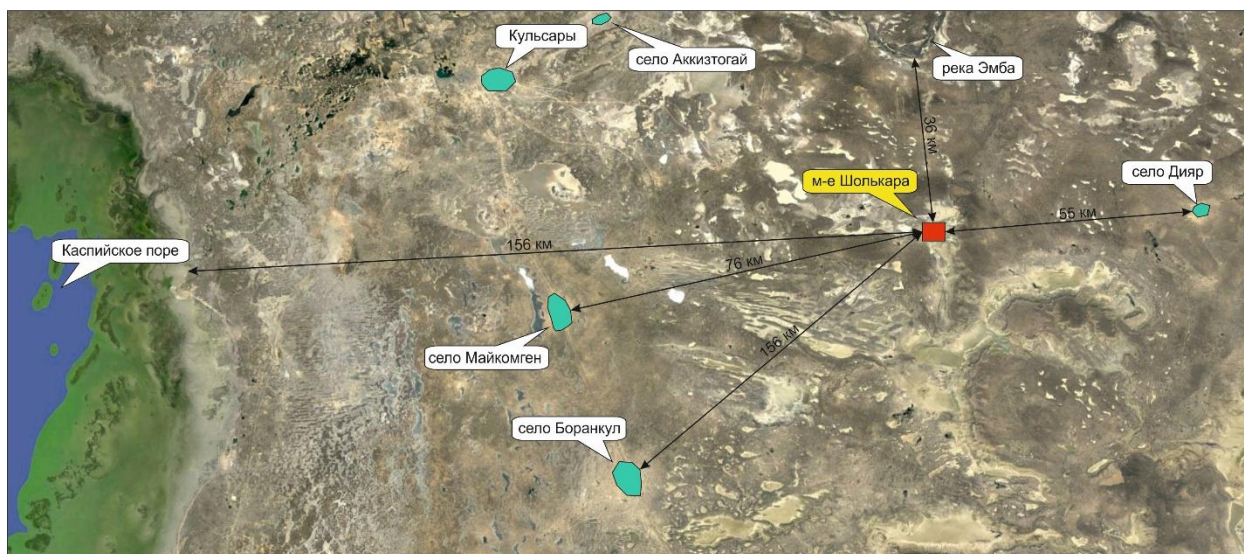 Кульсары
село Аккизтогай
река Эмба
36 км
м-е Шолькара
село Дияр
55 км
Каспийское поре
156 км
76 км
село Майкомген
156 км
село Боранкул